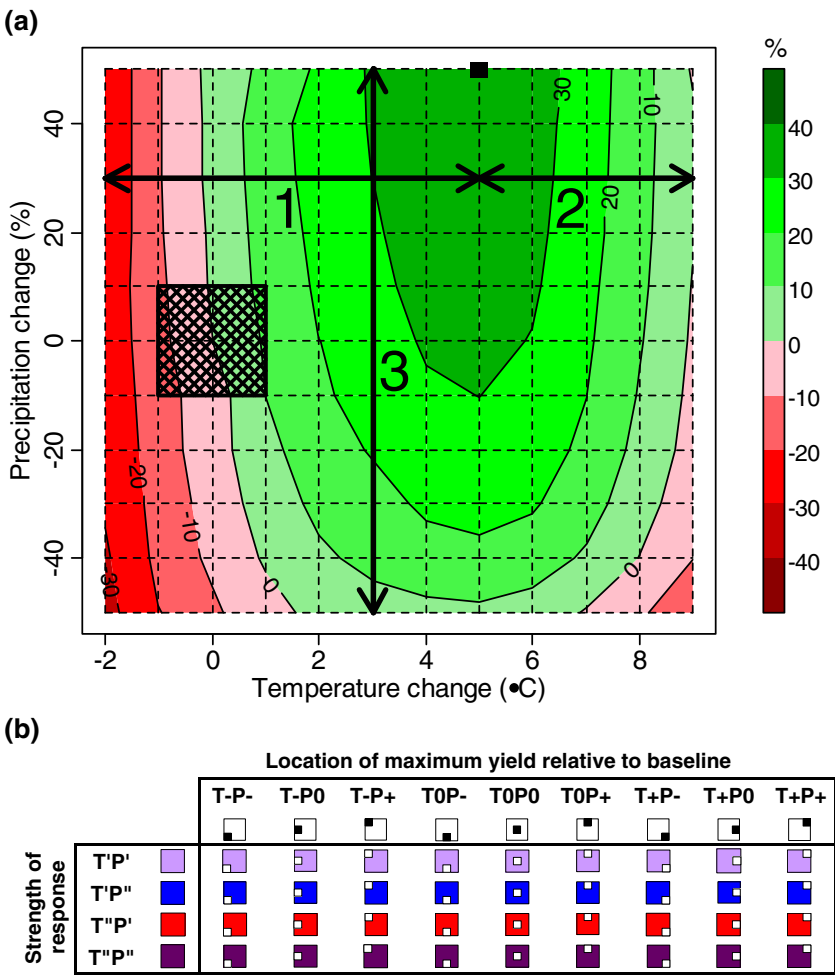 (a)
%
30
10
40
40
30
1
2
20
20
20
10
0
0
3
-10
-20
-20
-20
-30
-10
-40
-40
-30
0
0
-2
0
2
4
6
8
Precipitation change (%)
Temperature change (•C)
(b)
Location of maximum yield relative to baseline
T-P- T-P0 T-P+ T0P- T0P0 T0P+ T+P- T+P0 T+P+
Strength of
response
T'P'
T'P"
T"P'
T"P"